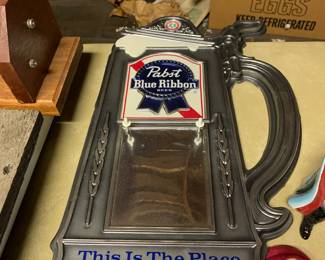 EGGS
KEEP REFRIGERATED
Pabst
Blue Ribbon
BEER
This Is The Place